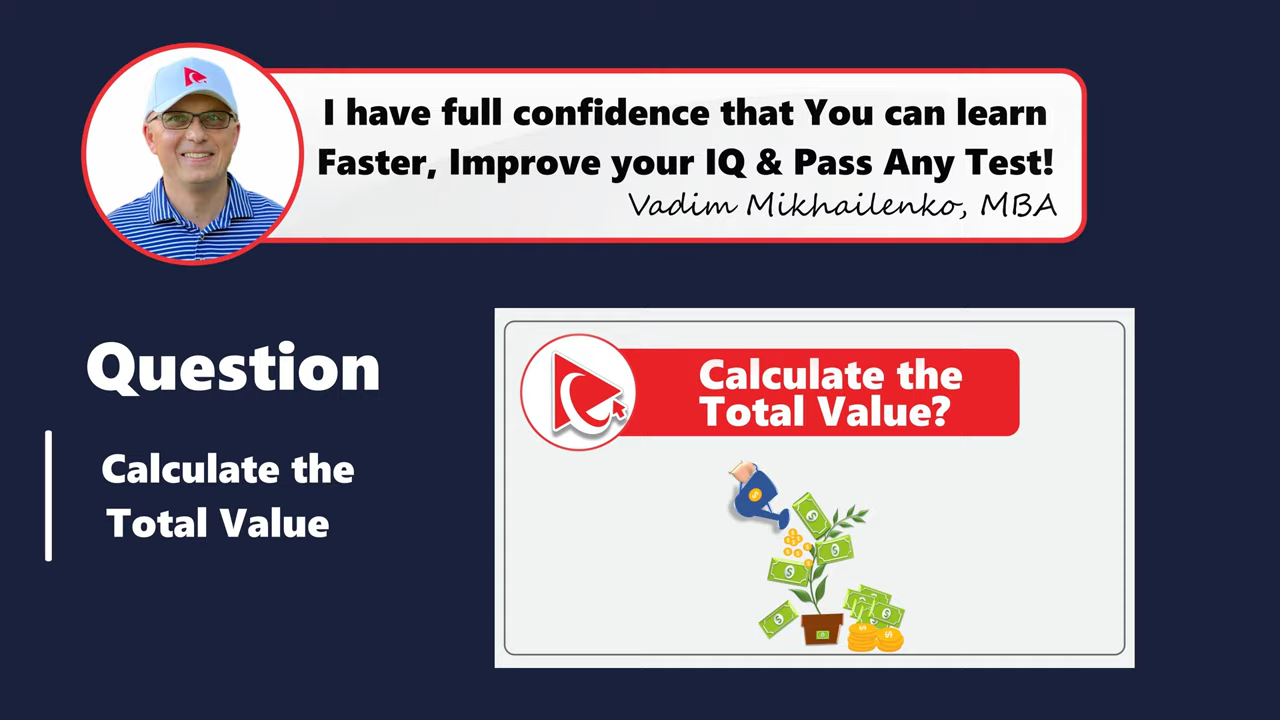 I have full confidence that You can learn
Faster, Improve your IQ & Pass Any Test!
Vadim Mikhailenko, MBA
Question
Calculate the
Total Value
Calculate the
Total Value?